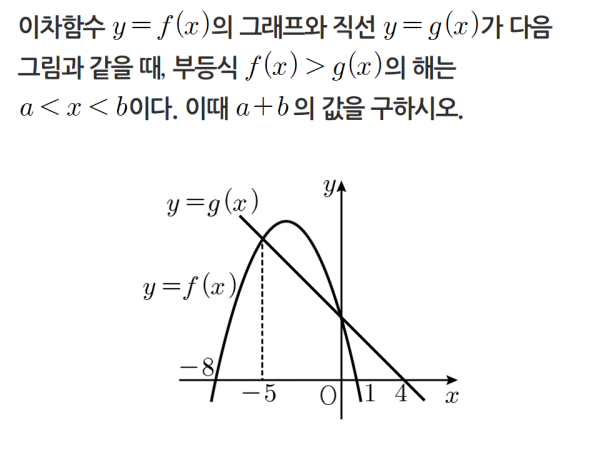 이차함수 y=f(x)의 그래프와 직선 y=g(x)가 다음
그림과 같을 때, 부등식 f(x)>g(x)의 해는
a<x<b이다. 이때 a+b의 값을 구하시오.
y
y=g(x)
y=f(x)
-8
-5 O 1 4 x